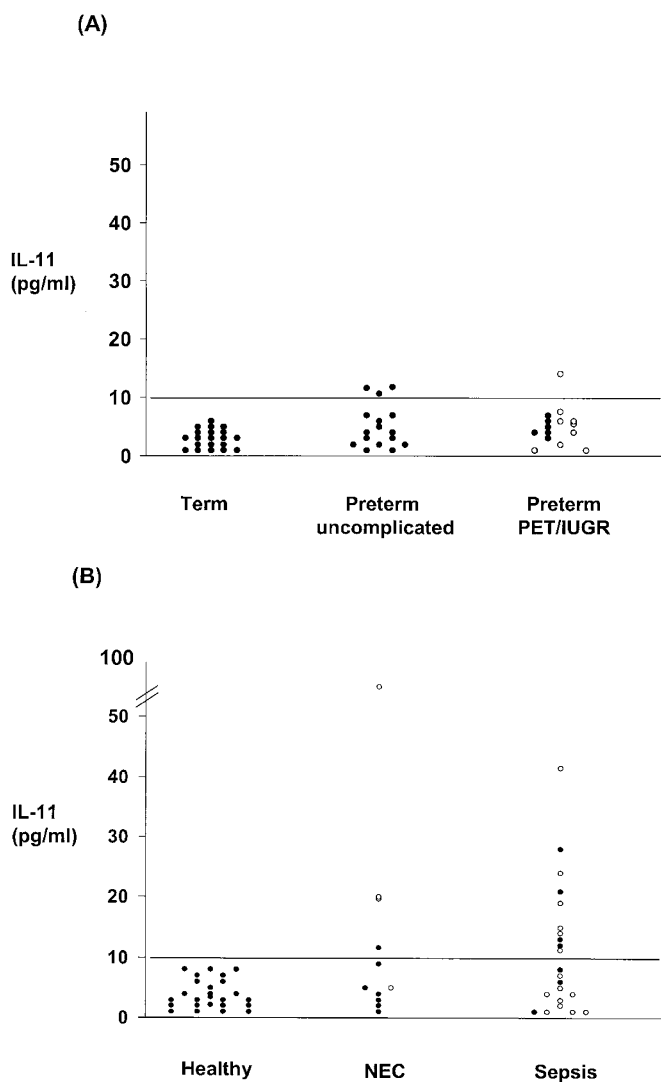 (A)
50
40
IL-11
(pg/ml)
30
20
10
0
Term
Preterm
uncomplicated
Preterm
PET/IUGR
(B)
100
50
40
IL-11
(pg/ml)
30
20
10
0
Healthy
NEC
Sepsis